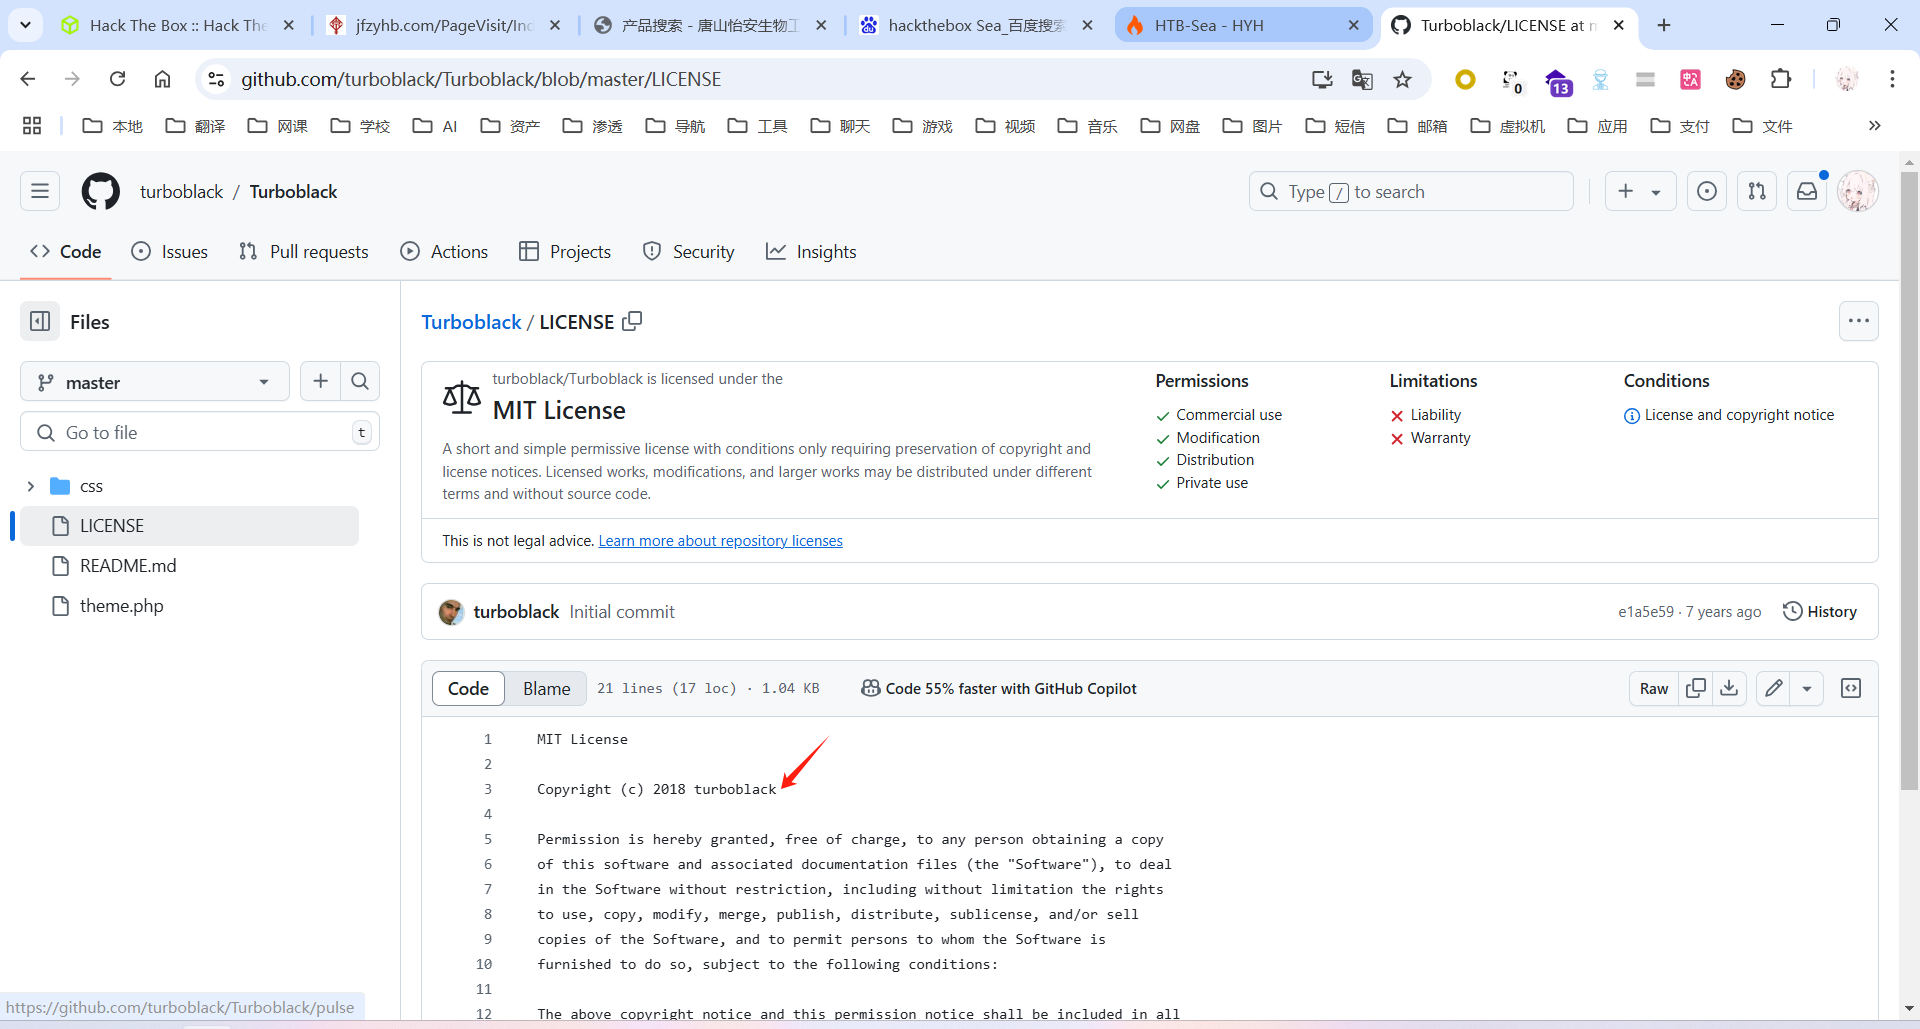 Hack The Box :: Hack The
jfzyhb.com/PageVisit/Ind
产品搜索 - 唐山怡安生物工
hackthebox Sea_百度搜索
HTB-Sea - HYH
Turboblack/LICENSE at m
github.com/turboblack/Turboblack/blob/master/LICENSE
0
13
本地
翻译
网课
学校
AI
资产
渗透
导航
工具
聊天
游戏
视频
音乐
网盘
图片
短信
邮箱
虚拟机
应用
支付
文件
turboblack / Turboblack
Type / to search
Code
Issues
Pull requests
Actions
Projects
Security
Insights
Files
master
Go to file
t
css
LICENSE
README.md
theme.php
Turboblack / LICENSE
turboblack/Turboblack is licensed under the
MIT License
A short and simple permissive license with conditions only requiring preservation of copyright and
license notices. Licensed works, modifications, and larger works may be distributed under different
terms and without source code.
Permissions
Commercial use
Modification
Distribution
Private use
Limitations
Liability
Warranty
Conditions
License and copyright notice
This is not legal advice. Learn more about repository licenses
turboblack Initial commit
e1a5e59 · 7 years ago
History
Code
Blame
21 lines (17 loc) · 1.04 KB
Code 55% faster with GitHub Copilot
Raw
1 MIT License
2
3 Copyright (c) 2018 turboblack
4
5 Permission is hereby granted, free of charge, to any person obtaining a copy
6 of this software and associated documentation files (the "Software"), to deal
7 in the Software without restriction, including without limitation the rights
8 to use, copy, modify, merge, publish, distribute, sublicense, and/or sell
9 copies of the Software, and to permit persons to whom the Software is
10 furnished to do so, subject to the following conditions:
11
12 The above copyright notice and this permission notice shall be included in all
https://github.com/turboblack/Turboblack/pulse